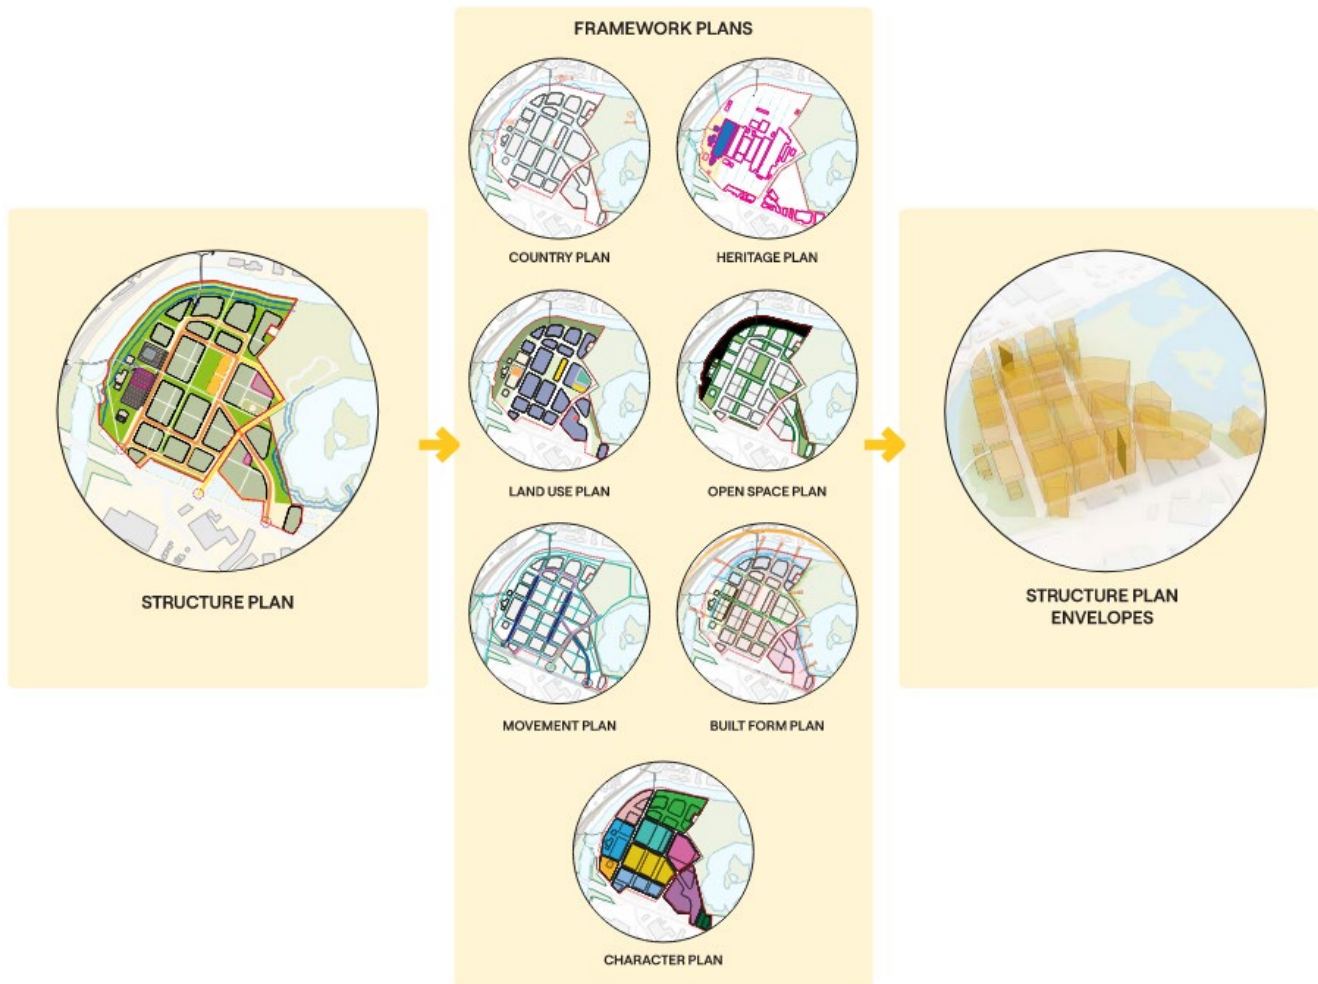 FRAMEWORK PLANS
COUNTRY PLAN
HERITAGE PLAN
LAND USE PLAN
OPEN SPACE PLAN
MOVEMENT PLAN
BUILT FORM PLAN
CHARACTER PLAN
STRUCTURE PLAN
STRUCTURE PLAN
ENVELOPES